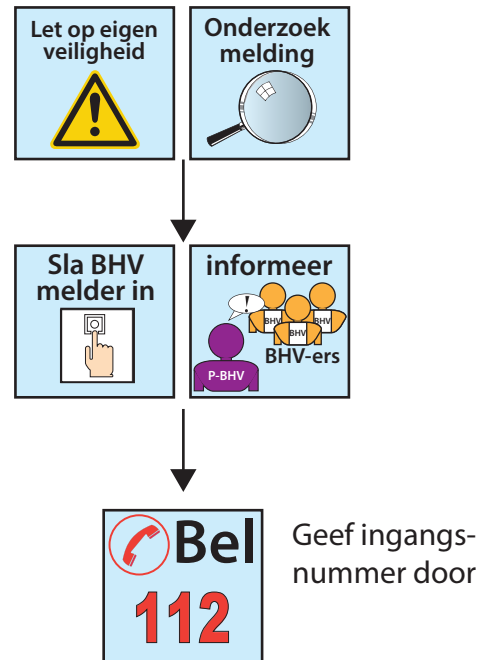 Let op eigen
veiligheid
Onderzoek
melding
!
Sla BHV
melder in
informeer
!
BHV
BHV
BHV
BHV-ers
P-BHV
Bel
112
Geef ingangs-
nummer door